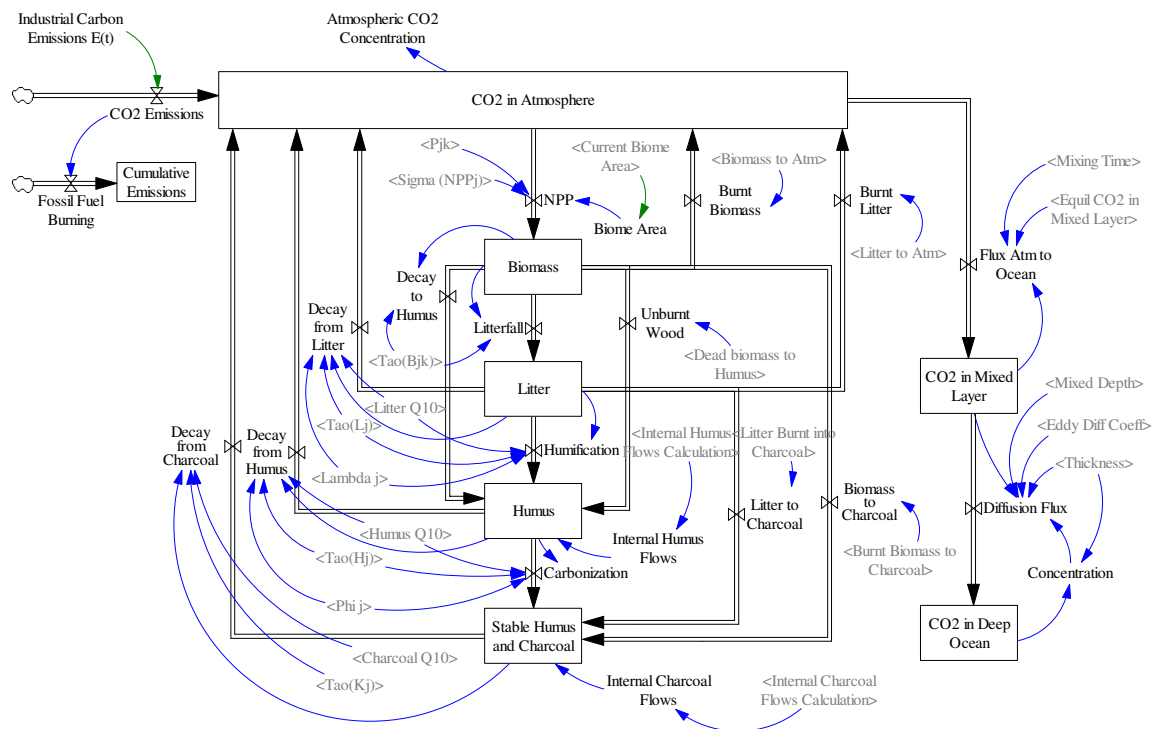 Industrial Carbon
Emissions E(t)
Atmospheric CO2
Concentration
CO2 in Atmosphere
CO2 Emissions
Cumulative
Emissions
Fossil Fuel
Burning
<Pjk>
<Sigma (NPPj)>
NPP
<Current Biome
Area>
Biome Area
<Biomass to Atm>
Burnt
Biomass
Burnt
Litter
<Litter to Atm>
<Mixing Time>
<Equil CO2 in
Mixed Layer>
Flux Atm to
Ocean
Biomass
Decay
to
Humus
Litterfall
Unburnt
Wood
Decay
from
Litter
<Tao(Bjk)>
<Dead biomass to
Humus>
Litter
CO2 in Mixed
Layer
<Mixed Depth>
<Eddy Diff Coeff>
<Thickness>
<Litter Q10>
<Tao(Lj)>
<Lambda j>
Decay
from
Charcoal
Decay
from
Humus
Humification
<Internal Humus
Flows Calculation>
<Litter Burnt into
Charcoal>
Humus
Litter to
Charcoal
Biomass
to
Charcoal
Diffusion Flux
<Humus Q10>
<Tao(Hj)>
<Phi j>
Internal Humus
Flows
Carbonization
<Burnt Biomass to
Charcoal>
Concentration
Stable Humus
and Charcoal
CO2 in Deep
Ocean
<Charcoal Q10>
<Tao(Kj)>
Internal Charcoal
Flows
<Internal Charcoal
Flows Calculation>